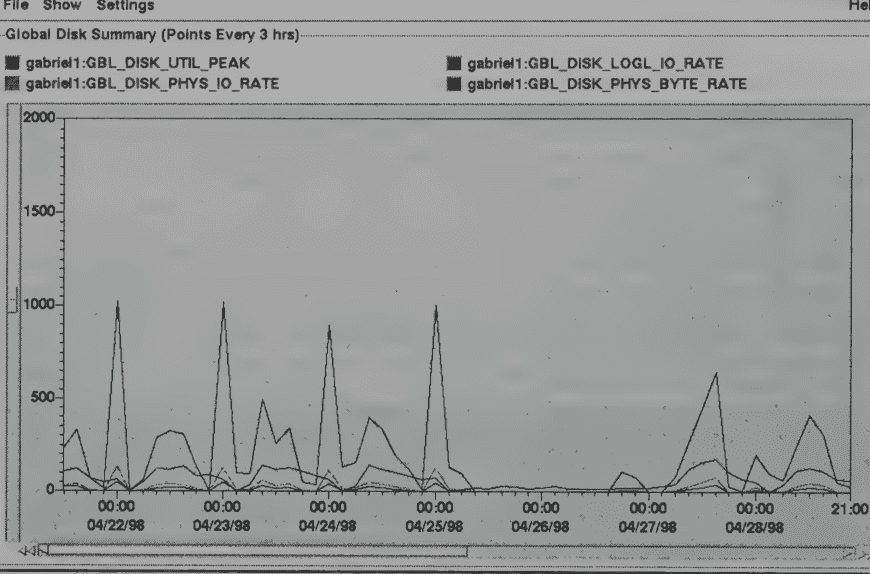 File Show Settings
Global Disk Summary (Points Every 3 hrs)
gabriel1:GBL_DISK_UTIL_PEAK gabriel1:GBL_DISK_LOGL_IO_RATE
gabriel1:GBL_DISK_PHYS_IO_RATE gabriel1:GBL_DISK_PHYS_BYTE_RATE
2000
1500
1000
500
0
00:00 00:00 00:00 00:00 00:00 00:00 00:00 21:00
04/22/98 04/23/98 04/24/98 04/25/98 04/26/98 04/27/98 04/28/98